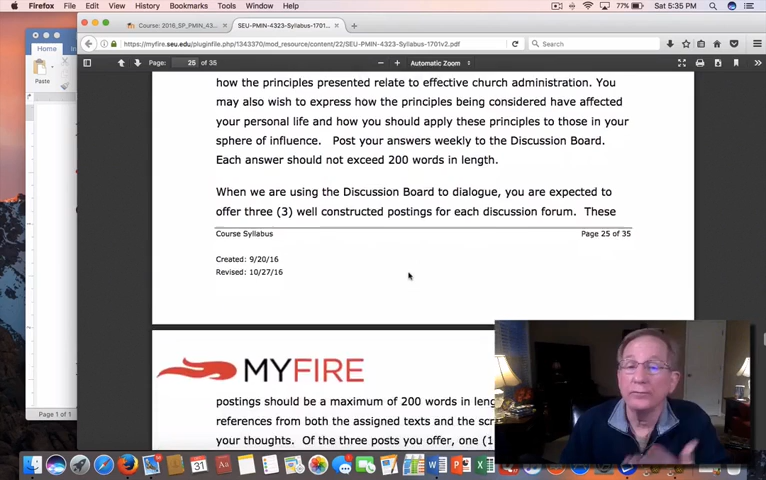 Firefox File Edit View History Bookmarks Tools Window Help
77% Sat 5:35 PM
Course: 2016_SP_PMIN_43... × SEU-PMIN-4323-Syllabus-1701... × +
https://myfire.seu.edu/pluginfile.php/1343370/mod_resource/content/22/SEU-PMIN-4323-Syllabus-1701v2.pdf
Search
Page: 25 of 35
Automatic Zoom
Home
Paste
how the principles presented relate to effective church administration. You
may also wish to express how the principles being considered have affected
your personal life and how you should apply these principles to those in your
sphere of influence. Post your answers weekly to the Discussion Board.
Each answer should not exceed 200 words in length.
When we are using the Discussion Board to dialogue, you are expected to
offer three (3) well constructed postings for each discussion forum. These
Course Syllabus Page 25 of 35
Created: 9/20/16
Revised: 10/27/16
MYFIRE
postings should be a maximum of 200 words in leng
references from both the assigned texts and the scr
your thoughts. Of the three posts you offer, one (1
Page 1 of 1
31